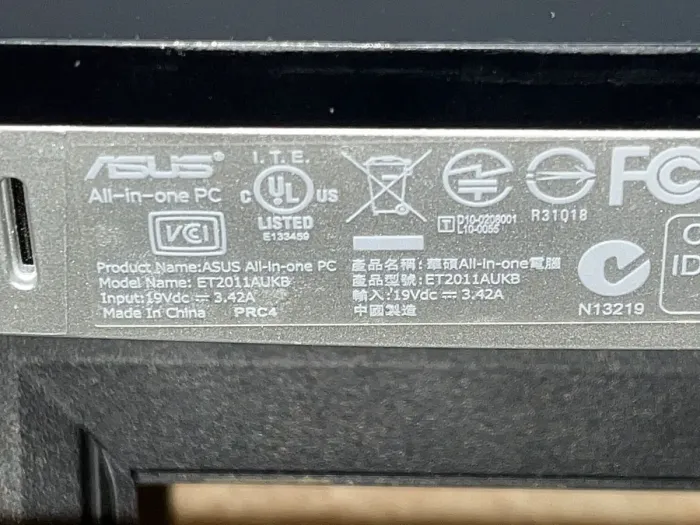 ASUS®
All-in-one PC
VCI
I.T.E.
c UL US
LISTED
E133459
T D10-0208001
L10-0055
R31018
FC
Product Name:ASUS All-in-one PC
Model Name: ET2011AUKB
Input:19Vdc ⎓ 3.42A
Made In China PRC4
產品名稱:華碩All-in-one電腦
產品型號:ET2011AUKB
輸入:19Vdc ⎓ 3.42A
中國製造
N13219
C
ID